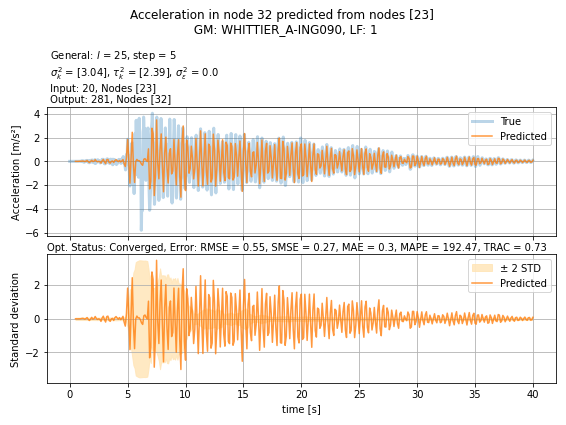 Acceleration in node 32 predicted from nodes [23]
GM: WHITTIER_A-ING090, LF: 1
General: l = 25, step = 5
σ²ₖ = [3.04], τ²ₖ = [2.39], σ²ᵣ = 0.0
Input: 20, Nodes [23]
Output: 281, Nodes [32]
4
2
0
−2
−4
−6
Acceleration [m/s²]
True
Predicted
Opt. Status: Converged, Error: RMSE = 0.55, SMSE = 0.27, MAE = 0.3, MAPE = 192.47, TRAC = 0.73
2
0
−2
Standard deviation
± 2 STD
Predicted
0 5 10 15 20 25 30 35 40
time [s]